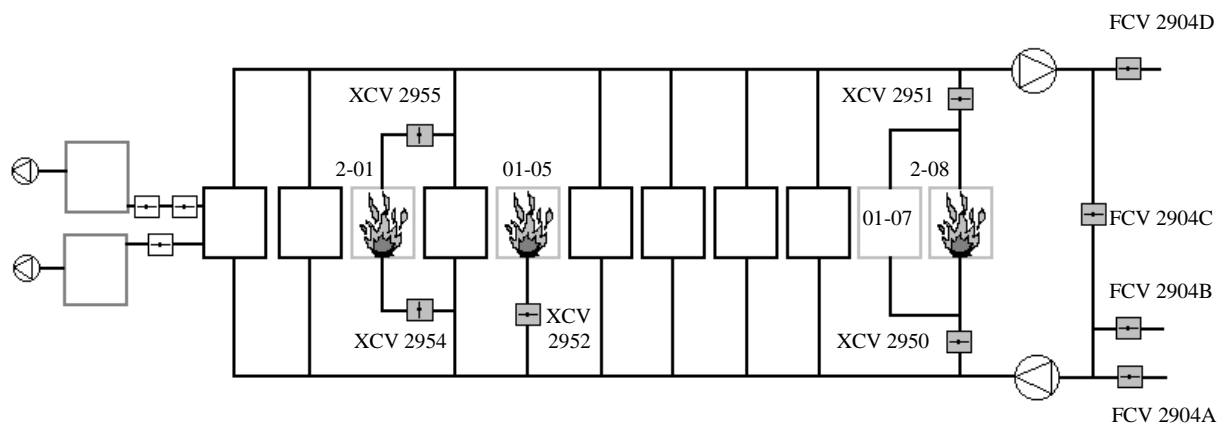 FCV 2904D
XCV 2955
XCV 2951
2-01
01-05
2-08
01-07
FCV 2904C
FCV 2904B
XCV 2954
XCV
2952
XCV 2950
FCV 2904A